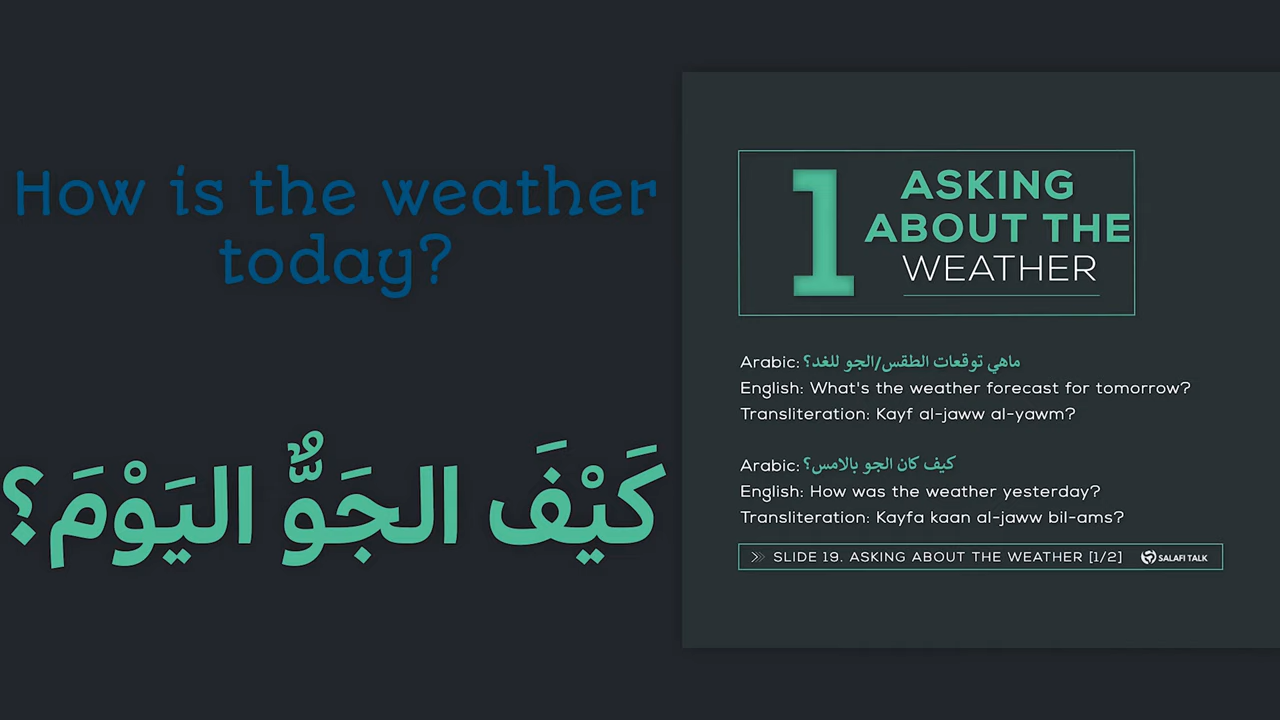 How is the weather
today?
كَيْفَ الجَوٌُّ اليَوْمَ؟
1
ASKING
ABOUT THE
WEATHER
Arabic: ماهي توقعات الطقس/الجو للغد؟
English: What's the weather forecast for tomorrow?
Transliteration: Kayf al-jaww al-yawm?
Arabic: كيف كان الجو بالامس؟
English: How was the weather yesterday?
Transliteration: Kayfa kaan al-jaww bil-ams?
SLIDE 19. ASKING ABOUT THE WEATHER [1/2] SALAFI TALK